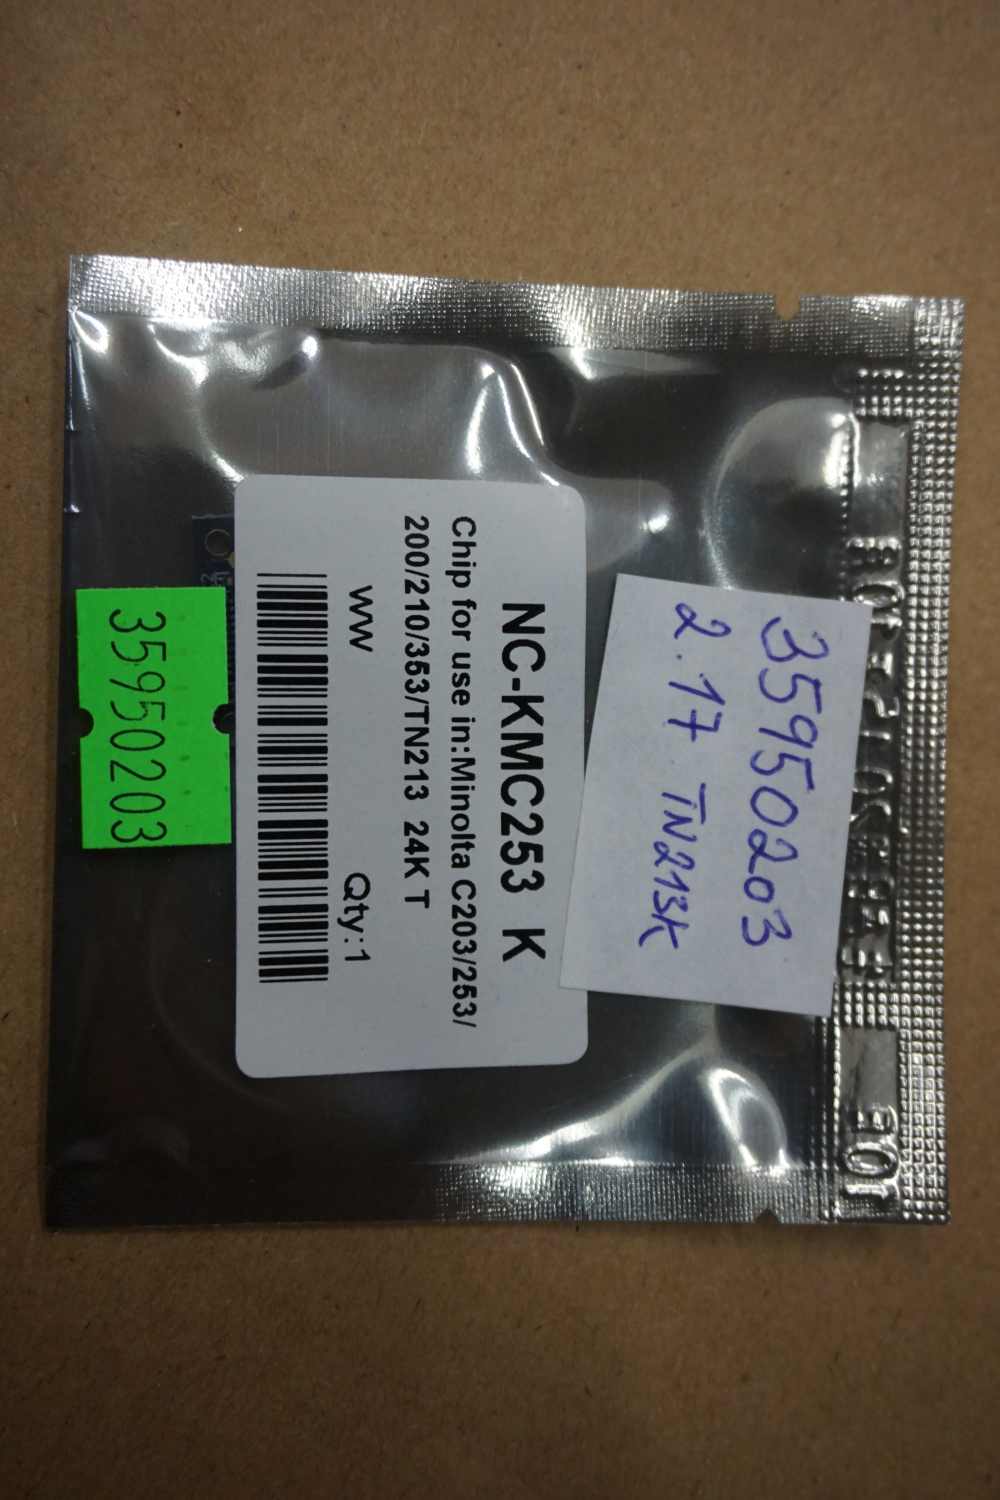 35950203
2.17 TN213K
NC-KMC253 K
Chip for use in:Minolta C203/253/
200/210/353/TN213 24K T
WW
Qty:1
35950203